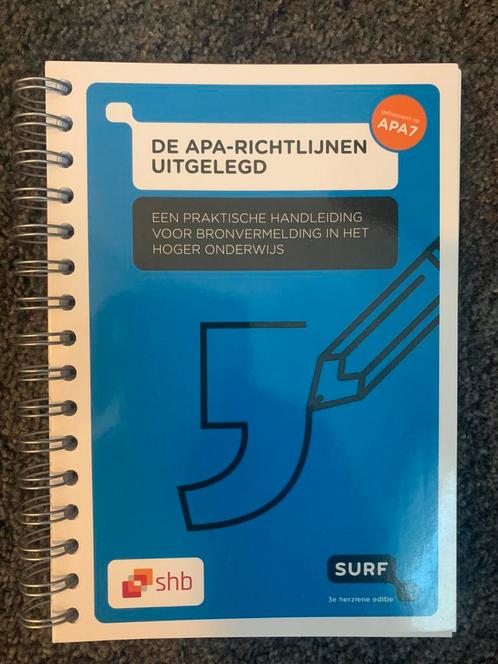 gebaseerd op
APA7
DE APA-RICHTLIJNEN
UITGELEGD
EEN PRAKTISCHE HANDLEIDING
VOOR BRONVERMELDING IN HET
HOGER ONDERWIJS
shb
SURF
3e herziene editie